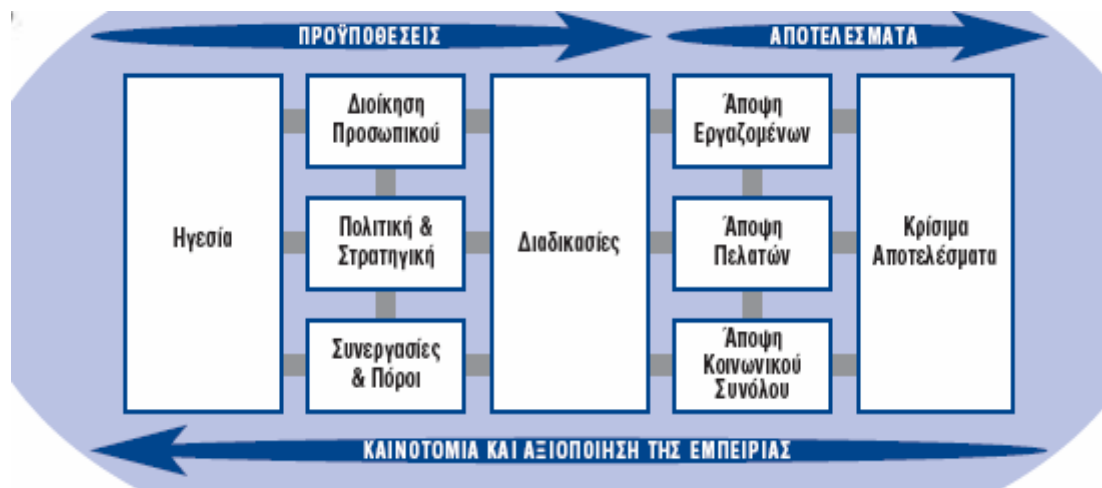 ΠΡΟΫΠΟΘΕΣΕΙΣ
ΑΠΟΤΕΛΕΣΜΑΤΑ
Ηγεσία
Διοίκηση
Προσωπικού
Πολιτική &
Στρατηγική
Συνεργασίες
& Πόροι
Διαδικασίες
Άποψη
Εργαζομένων
Άποψη
Πελατών
Άποψη
Κοινωνικού
Συνόλου
Κρίσιμα
Αποτελέσματα
ΚΑΙΝΟΤΟΜΙΑ ΚΑΙ ΑΞΙΟΠΟΙΗΣΗ ΤΗΣ ΕΜΠΕΙΡΙΑΣ